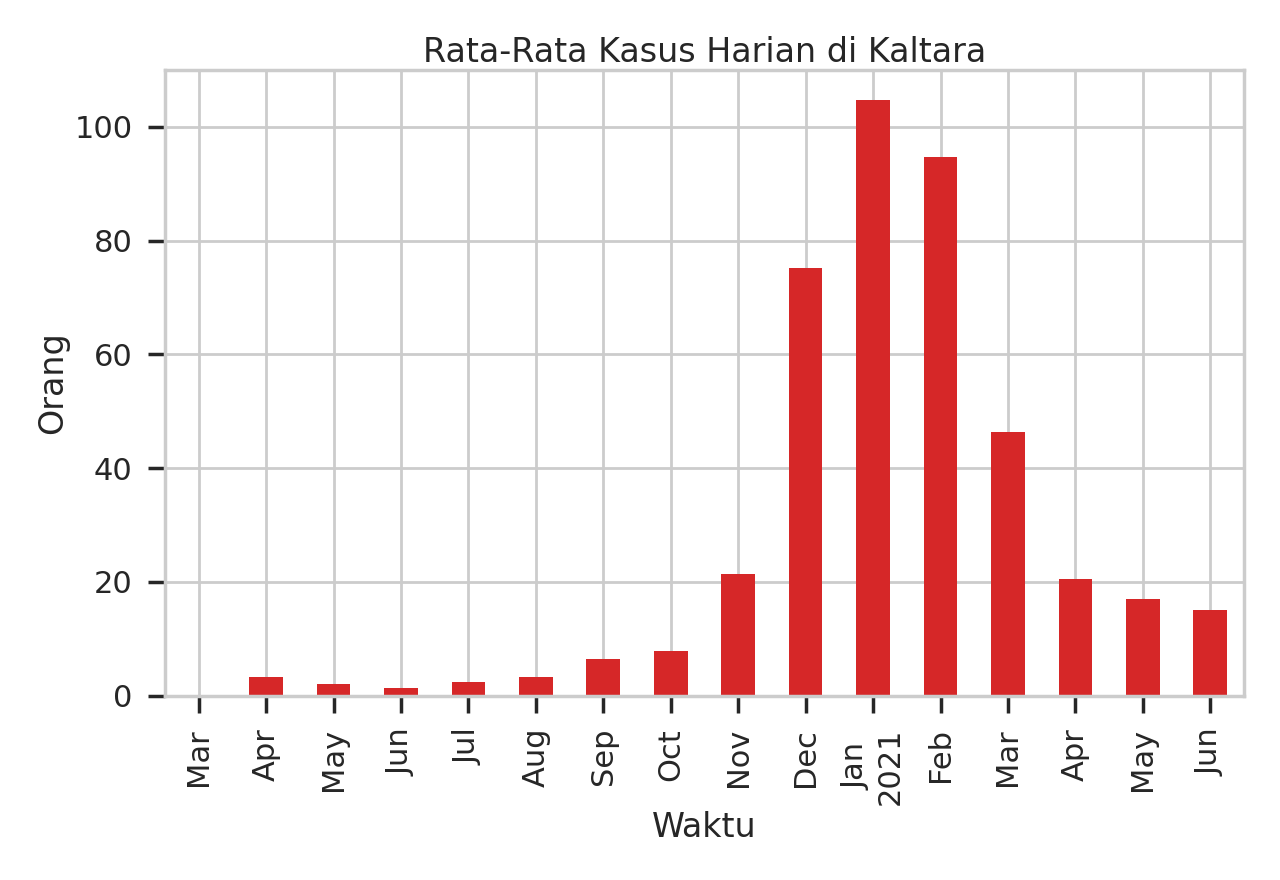 Rata-Rata Kasus Harian di Kaltara
Orang
100
80
60
40
20
0
Mar
Apr
May
Jun
Jul
Aug
Sep
Oct
Nov
Dec
Jan
2021
Feb
Mar
Apr
May
Jun
Waktu